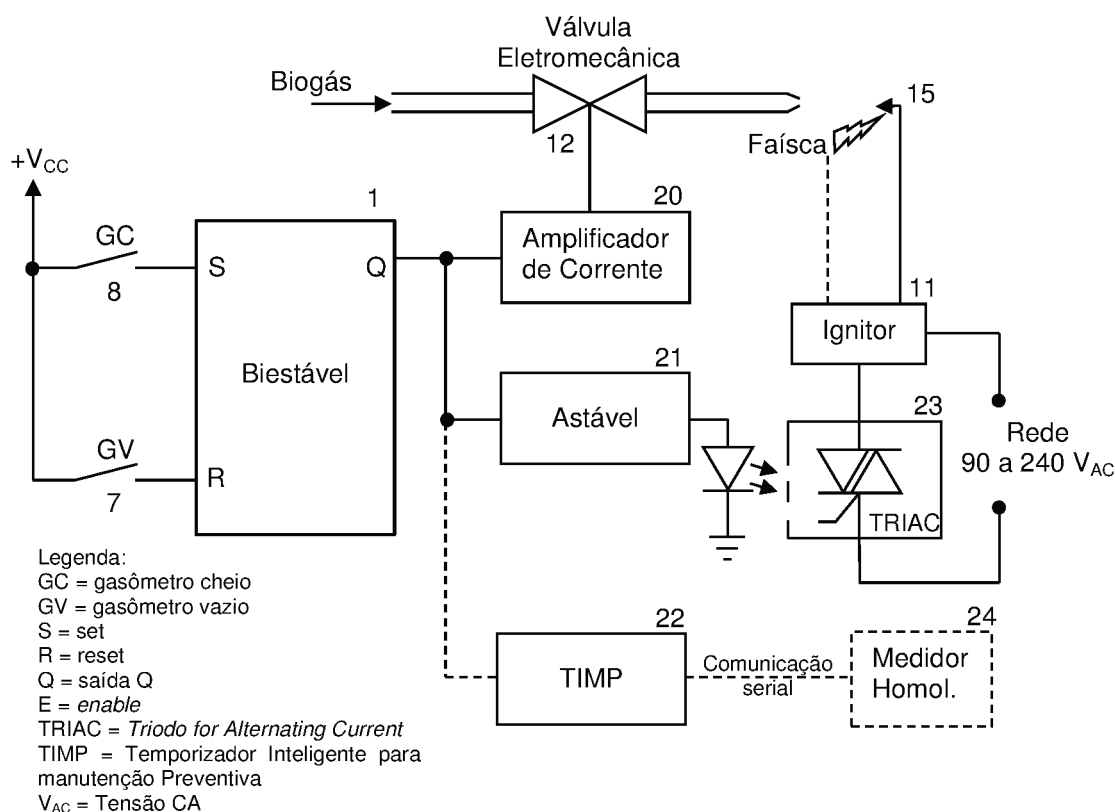 Válvula
Eletromecânica
Biogás
15
12
Faísca
+VCC
1
20
GC
S
Q
Amplificador
de Corrente
8
11
Ignitor
Biestável
21
Astável
23
GV
Rede
90 a 240 VAC
R
7
TRIAC
Legenda:
GC = gasômetro cheio
GV = gasômetro vazio
S = set
R = reset
Q = saída Q
E = enable
TRIAC = Triodo for Alternating Current
TIMP = Temporizador Inteligente para
manutenção Preventiva
VAC = Tensão CA
22
24
TIMP
Comunicação
serial
Medidor
Homol.